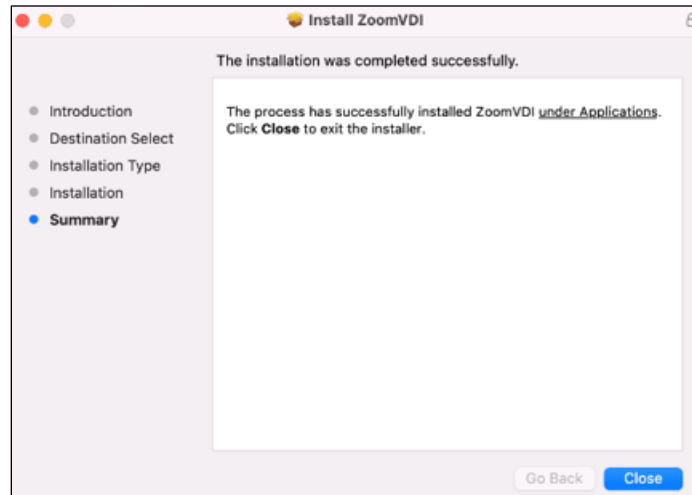 Install ZoomVDI
The installation was completed successfully.
Introduction
Destination Select
Installation Type
Installation
Summary
The process has successfully installed ZoomVDI under Applications.
Click Close to exit the installer.
Go Back
Close